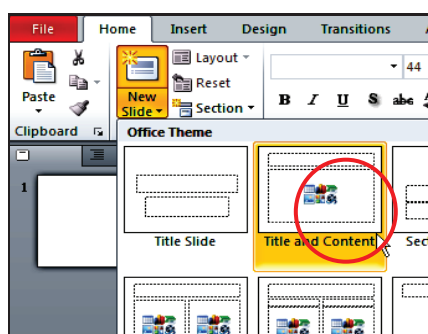 File Home Insert Design Transitions
Layout
44
Reset
Paste
New
Slide
Section
B I U S abc
Clipboard
Office Theme
1
Title Slide
Title and Content
Sec